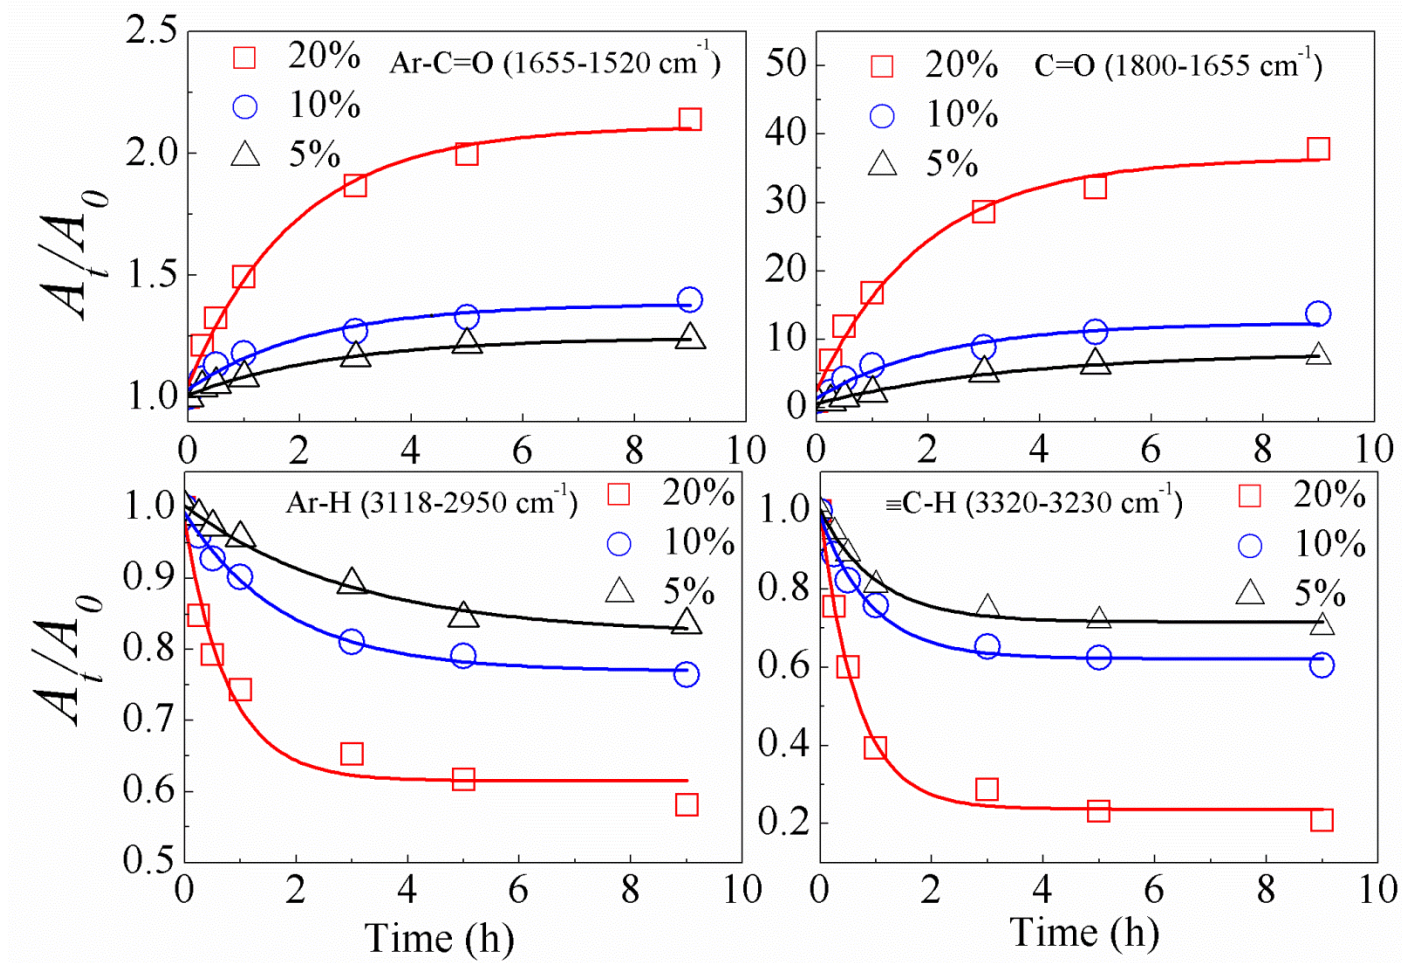 2.5
2.0
1.5
1.0
0 2 4 6 8 10
A_t/A_0
20%
10%
5%
Ar-C=O (1655-1520 cm⁻¹)
50
40
30
20
10
0
0 2 4 6 8 10
20%
10%
5%
C=O (1800-1655 cm⁻¹)
1.0
0.9
0.8
0.7
0.6
0.5
0 2 4 6 8 10
A_t/A_0
Time (h)
Ar-H (3118-2950 cm⁻¹)
20%
10%
5%
1.0
0.8
0.6
0.4
0.2
0 2 4 6 8 10
Time (h)
≡C-H (3320-3230 cm⁻¹)
20%
10%
5%